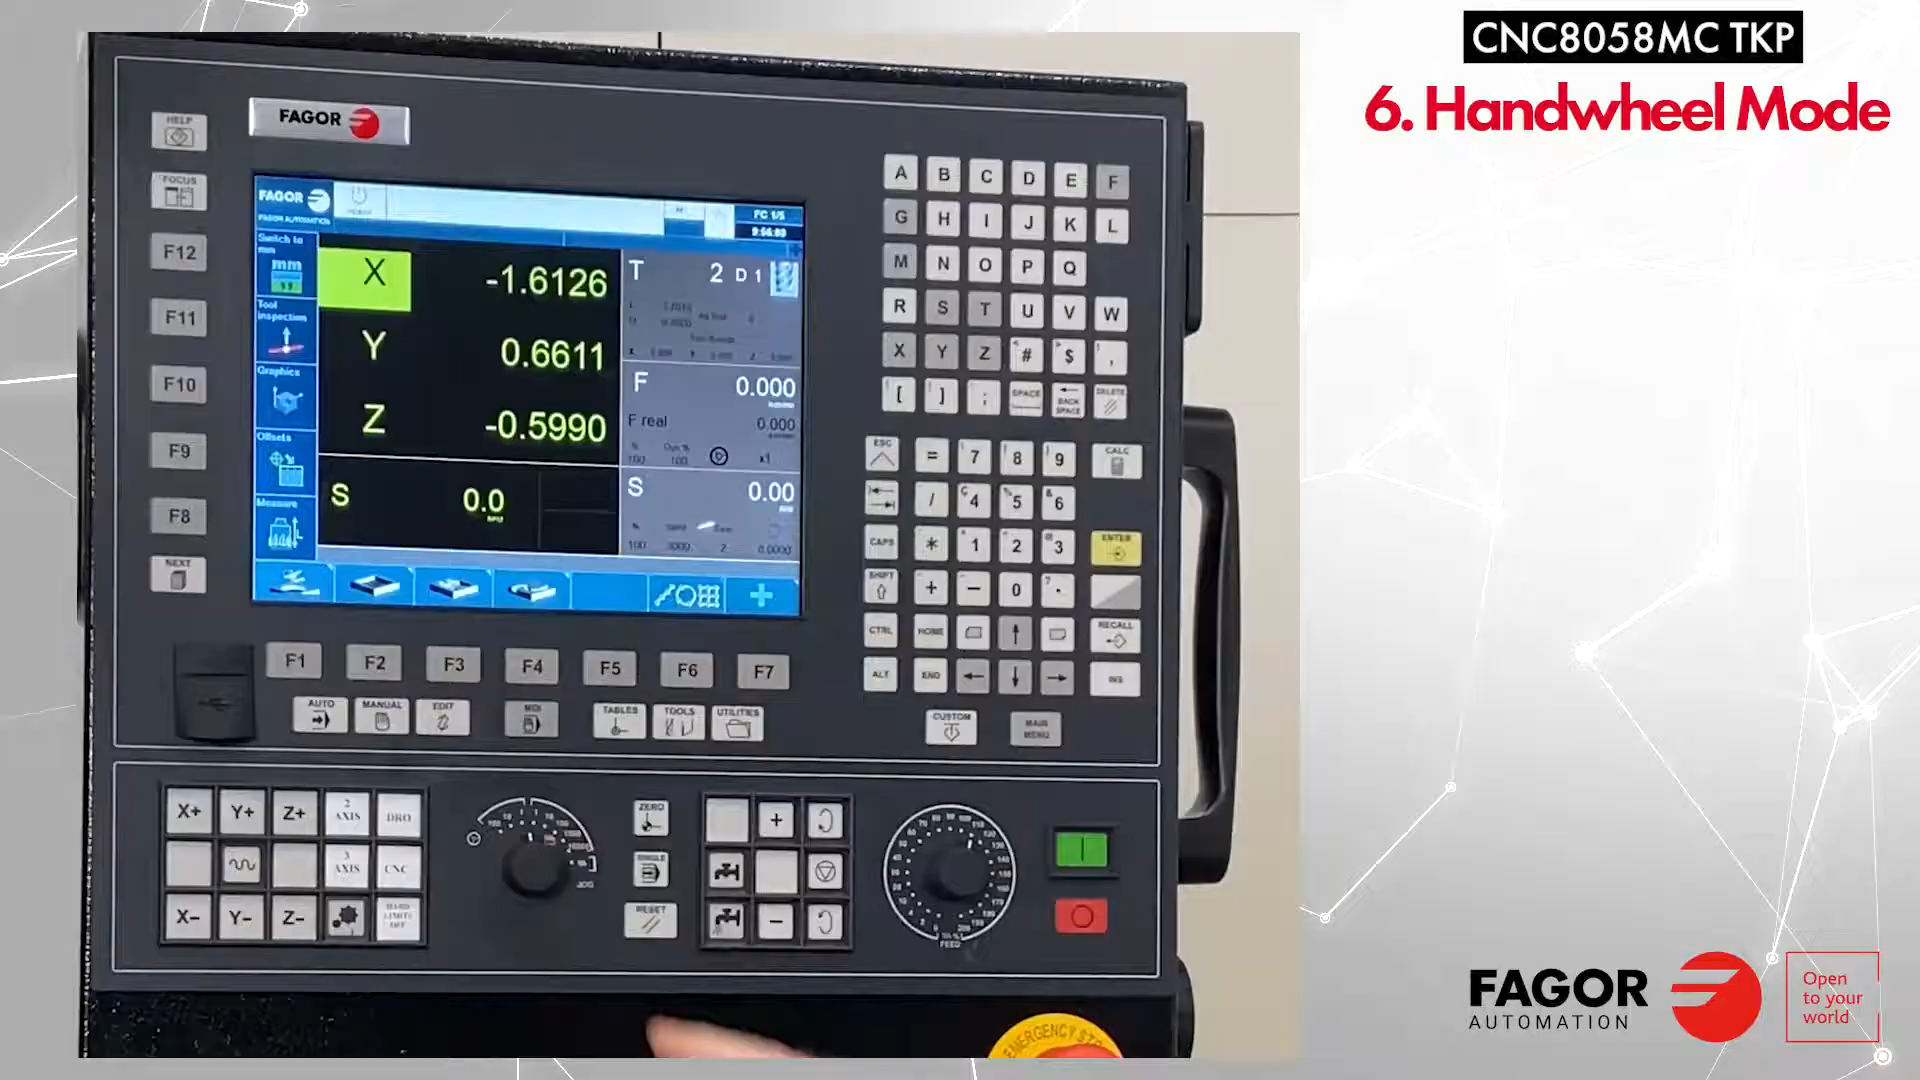 CNC8058MC TKP
6. Handwheel Mode
FAGOR
HELP
FOCUS
F12
F11
F10
F9
F8
NEXT
FAGOR
FAGOR AUTOMATION
FC 1/5
Switch to
mm
mm
Tool
inspection
Graphics
Offsets
Measure
X -1.6126
Y 0.6611
Z -0.5990
S 0.0
T 2 D 1
F 0.000
F real 0.000
100 100 x1
S 0.00
F1 F2 F3 F4 F5 F6 F7
AUTO MANUAL EDIT MDI TABLES TOOLS UTILITIES
A B C D E F
G H I J K L
M N O P Q
R S T U V W
X Y Z # $ ,
[ ] ; SPACE BACK SPACE DELETE
ESC = 7 8 9 CALC
/ 4 5 6
CAPS * 1 2 3 ENTER
SHIFT + - 0 .
CTRL HOME RECALL
ALT END INS
CUSTOM MAIN MENU
X+ Y+ Z+ 2 AXIS DRO
3 AXIS CNC
X- Y- Z-
JOG
ZERO
SINGLE
RESET
+
-
FEED
EMERGENCY
FAGOR
AUTOMATION
Open
to your
world